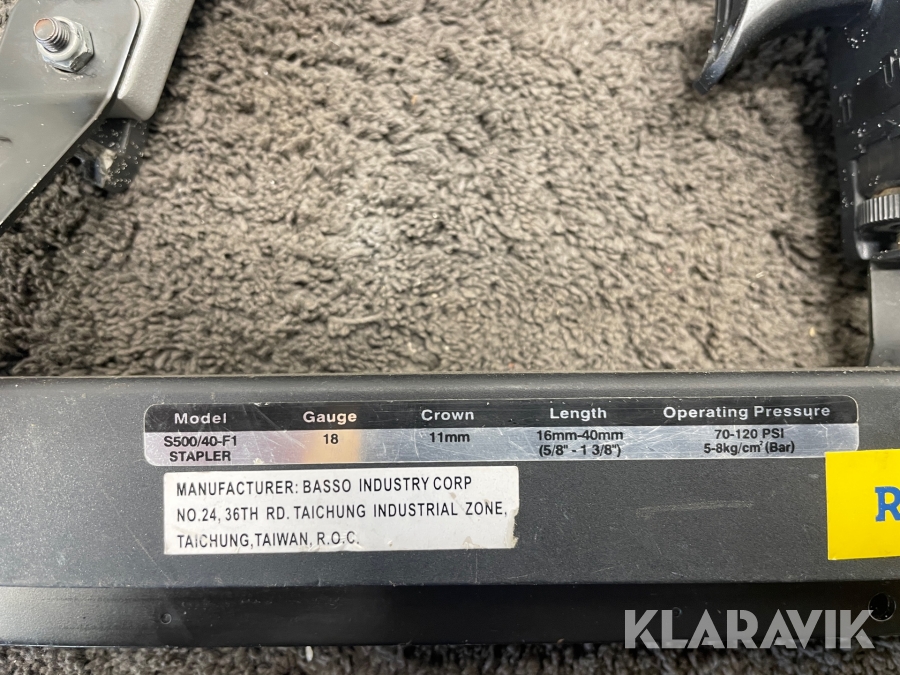 Model Gauge Crown Length Operating Pressure
S500/40-F1 STAPLER 18 11mm 16mm-40mm (5/8" - 1 3/8") 70-120 PSI 5-8kg/cm² (Bar)
MANUFACTURER: BASSO INDUSTRY CORP
NO.24, 36TH RD. TAICHUNG INDUSTRIAL ZONE,
TAICHUNG,TAIWAN, R.O.C.
R
KLARAVIK